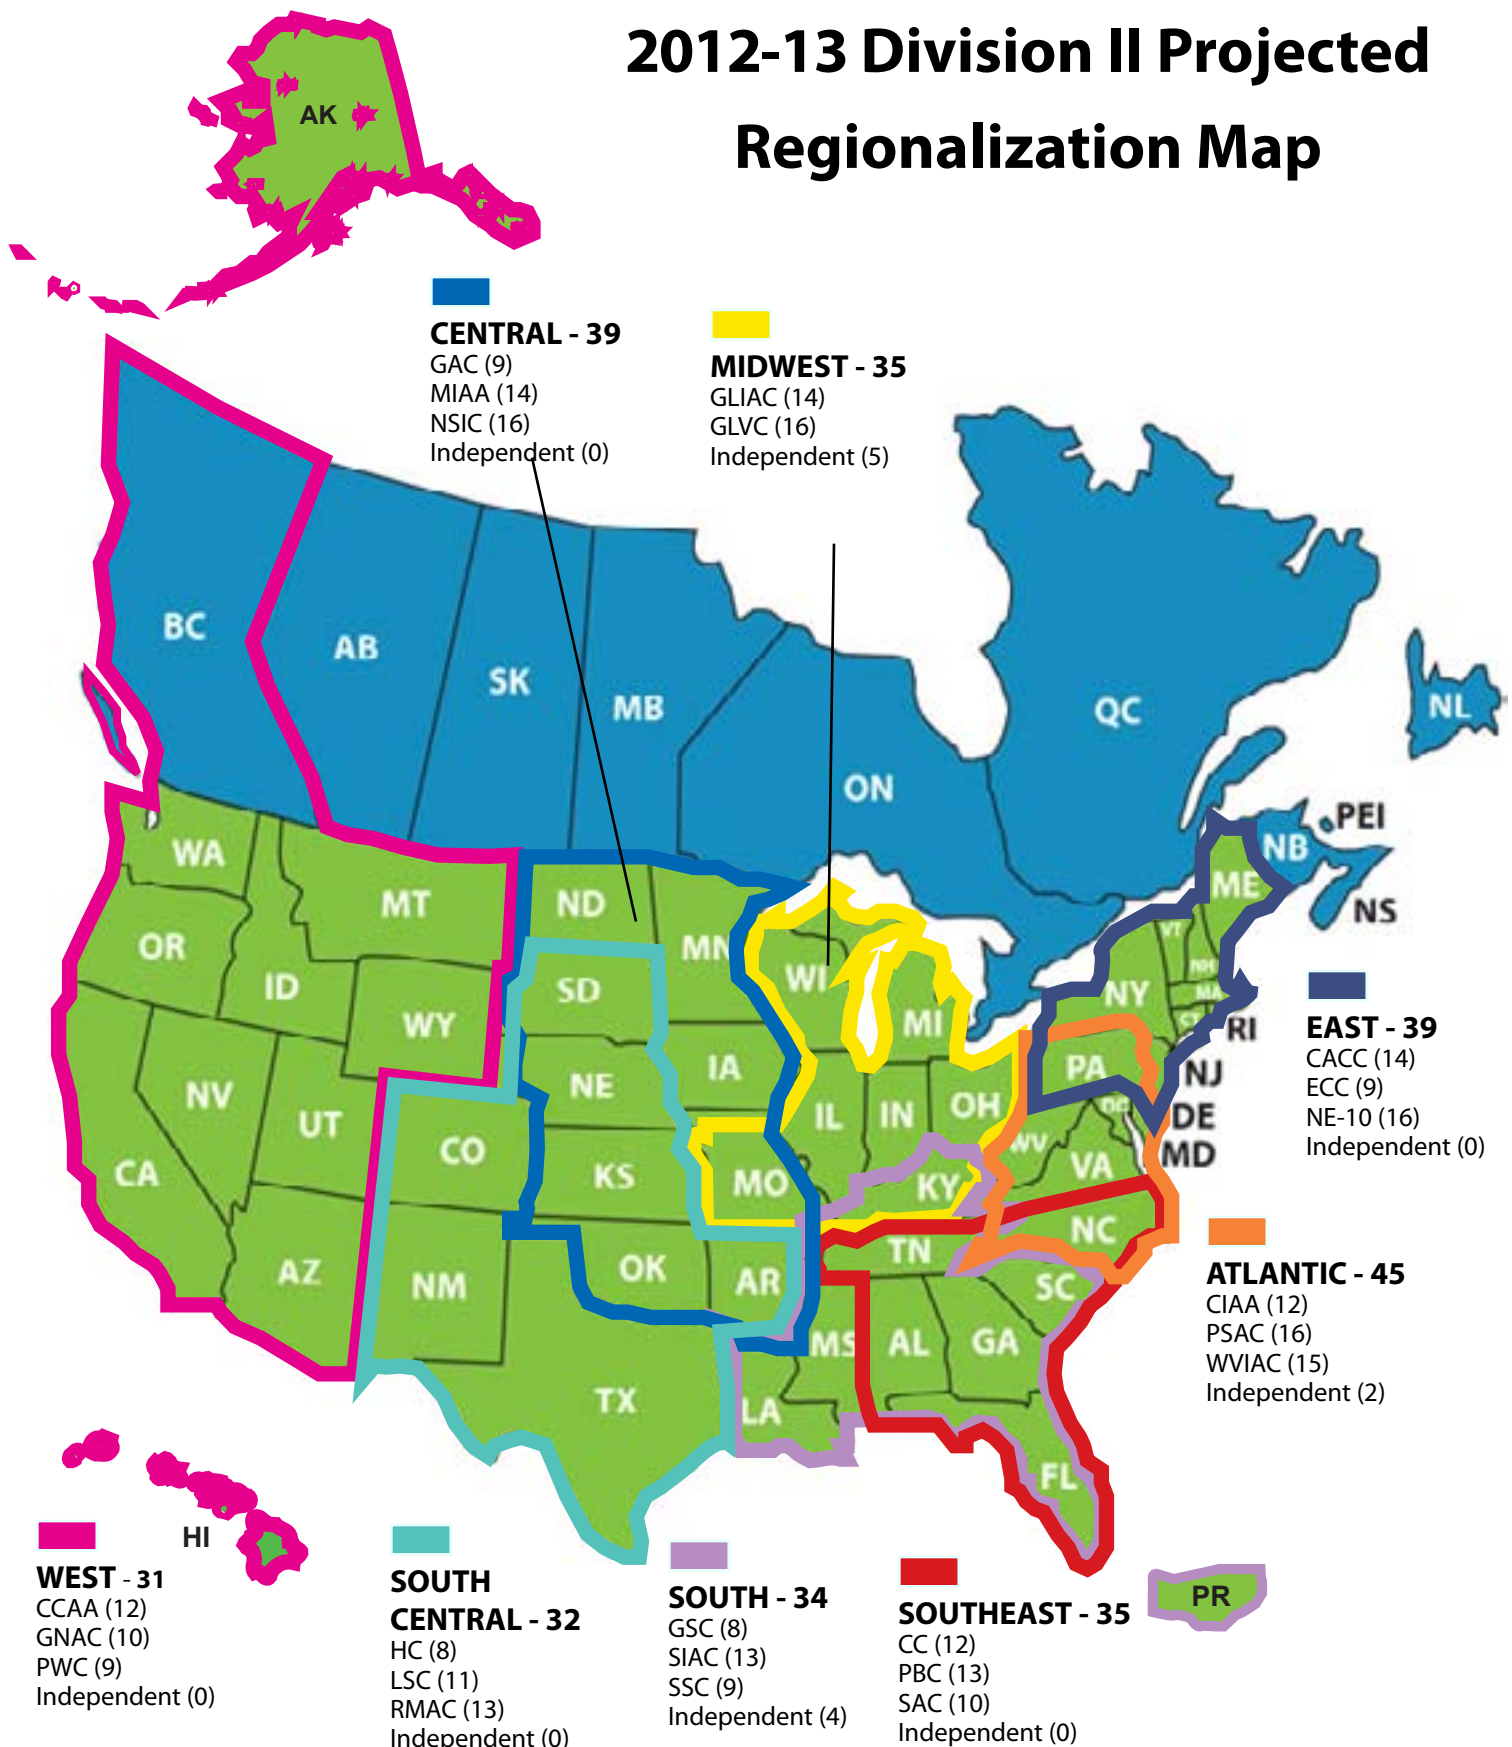 2012-13 Division II Projected
Regionalization Map
AK
CENTRAL - 39
GAC (9)
MIAA (14)
NSIC (16)
Independent (0)
MIDWEST - 35
GLIAC (14)
GLVC (16)
Independent (5)
BC
AB
SK
MB
ON
QC
NL
PEI
NB
NS
WA
MT
ND
MN
ME
VT
NH
OR
ID
WY
SD
WI
MI
NY
MA
CT
RI
EAST - 39
CACC (14)
ECC (9)
NE-10 (16)
Independent (0)
NV
UT
NE
IA
IL
IN
OH
PA
NJ
DC
DE
MD
CA
CO
KS
MO
KY
WV
VA
AZ
NM
OK
AR
TN
NC
SC
ATLANTIC - 45
CIAA (12)
PSAC (16)
WVIAC (15)
Independent (2)
TX
LA
MS
AL
GA
FL
HI
PR
WEST - 31
CCAA (12)
GNAC (10)
PWC (9)
Independent (0)
SOUTH
CENTRAL - 32
HC (8)
LSC (11)
RMAC (13)
Independent (0)
SOUTH - 34
GSC (8)
SIAC (13)
SSC (9)
Independent (4)
SOUTHEAST - 35
CC (12)
PBC (13)
SAC (10)
Independent (0)